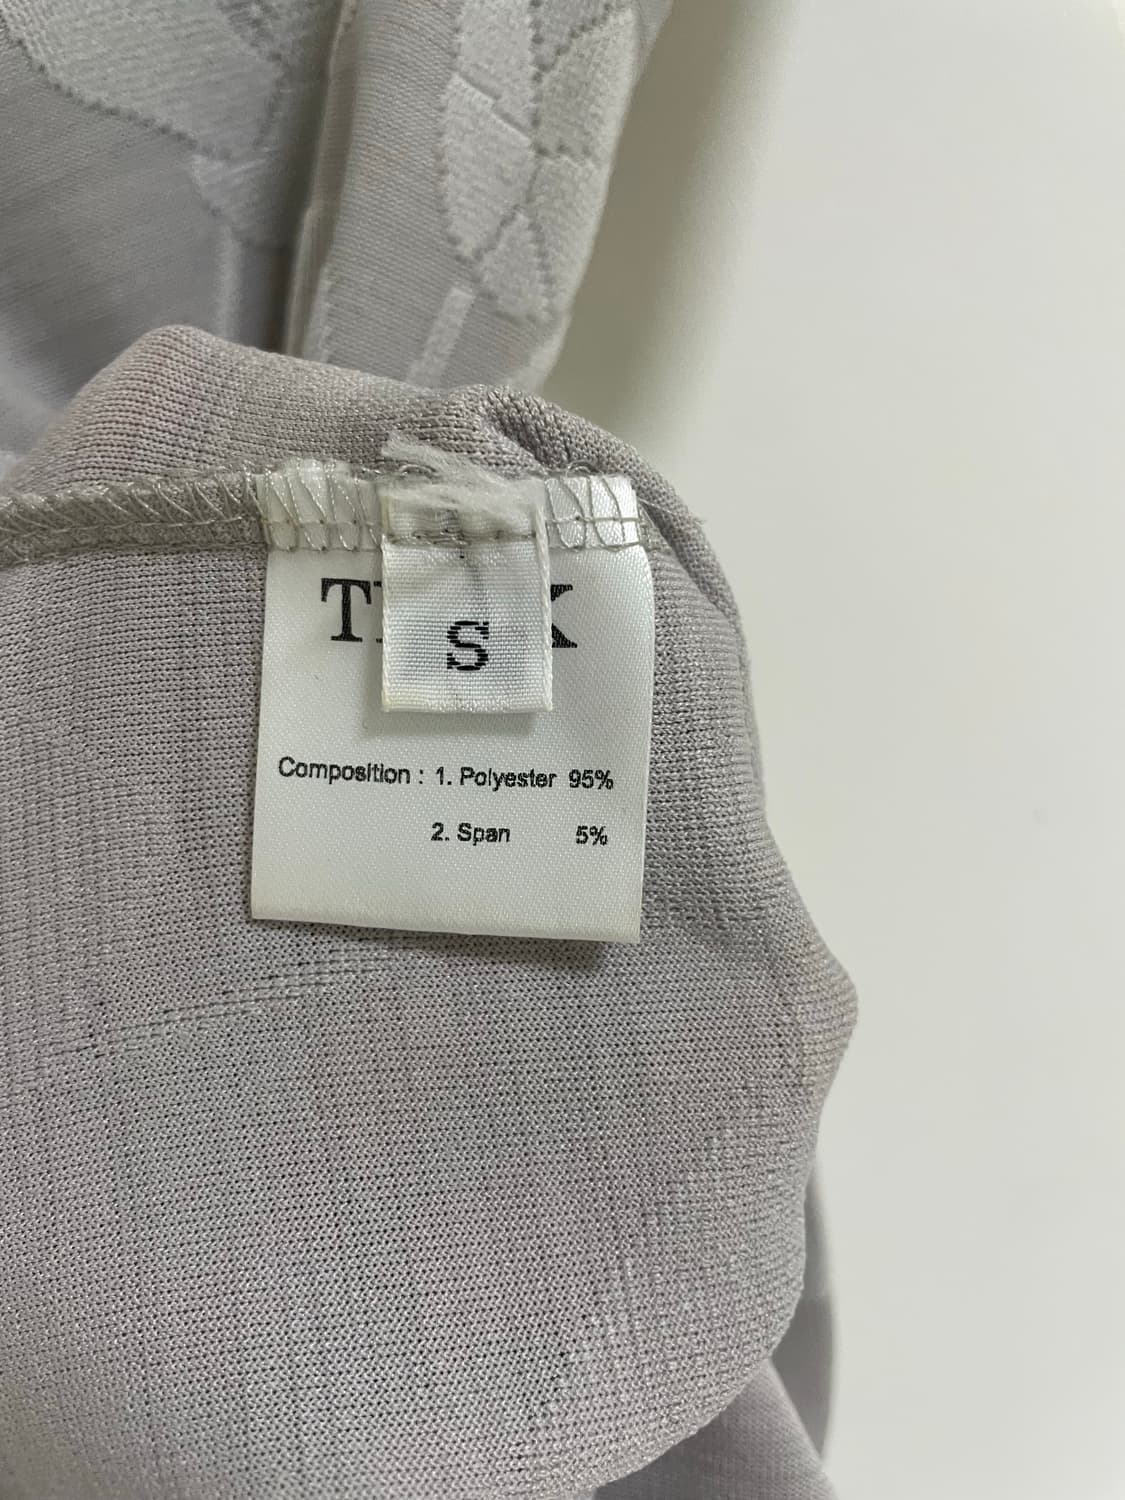 S
Composition : 1. Polyester 95%
2. Span 5%